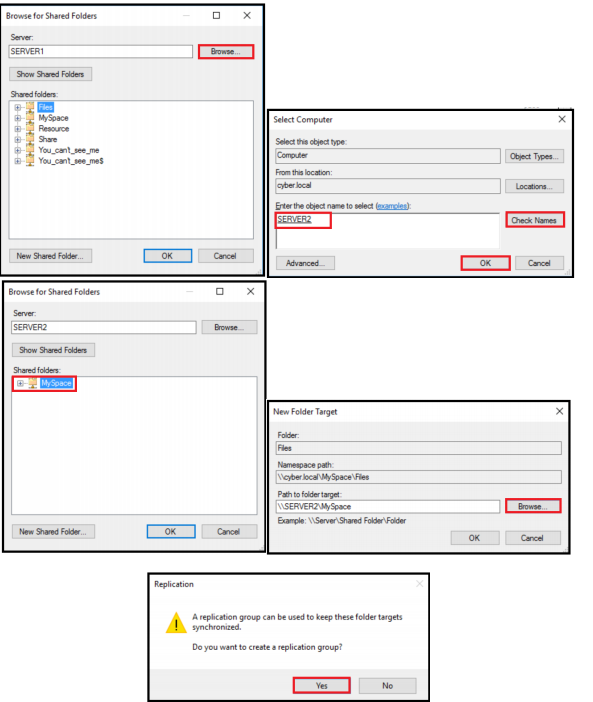 Browse for Shared Folders
Server:
SERVER1
Browse...
Show Shared Folders
Shared folders:
Files
MySpace
Resource
Share
You_can't_see_me
You_can't_see_me$
New Shared Folder...
OK
Cancel
Select Computer
Select this object type:
Computer
Object Types...
From this location:
cyber.local
Locations...
Enter the object name to select (examples):
SERVER2
Check Names
Advanced...
OK
Cancel
Browse for Shared Folders
Server:
SERVER2
Browse...
Show Shared Folders
Shared folders:
MySpace
New Shared Folder...
OK
Cancel
New Folder Target
Folder:
Files
Namespace path:
\\cyber.local\MySpace\Files
Path to folder target:
\\SERVER2\MySpace
Browse...
Example: \\Server\Shared Folder\Folder
OK
Cancel
Replication
A replication group can be used to keep these folder targets
synchronized.
Do you want to create a replication group?
Yes
No